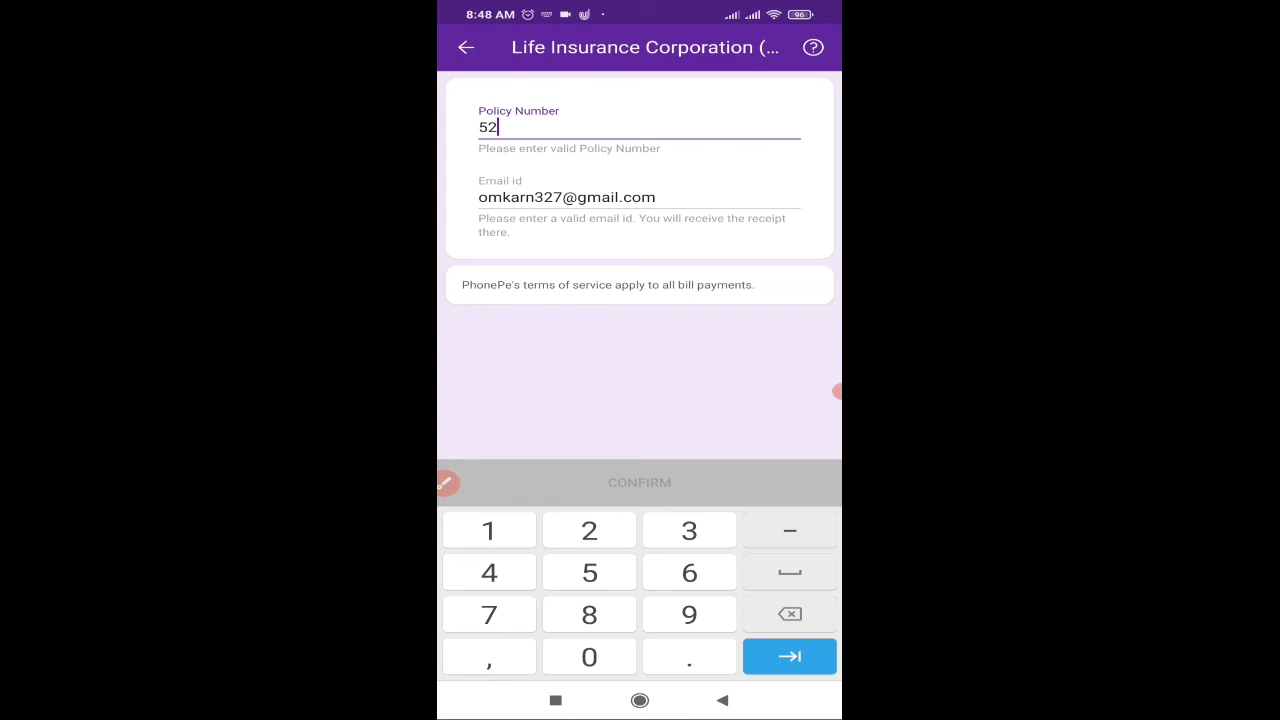 8:48 AM
96
Life Insurance Corporation (...
Policy Number
52
Please enter valid Policy Number
Email id
omkarn327@gmail.com
Please enter a valid email id. You will receive the receipt
there.
PhonePe's terms of service apply to all bill payments.
CONFIRM
1 2 3 -
4 5 6
7 8 9
, 0 .